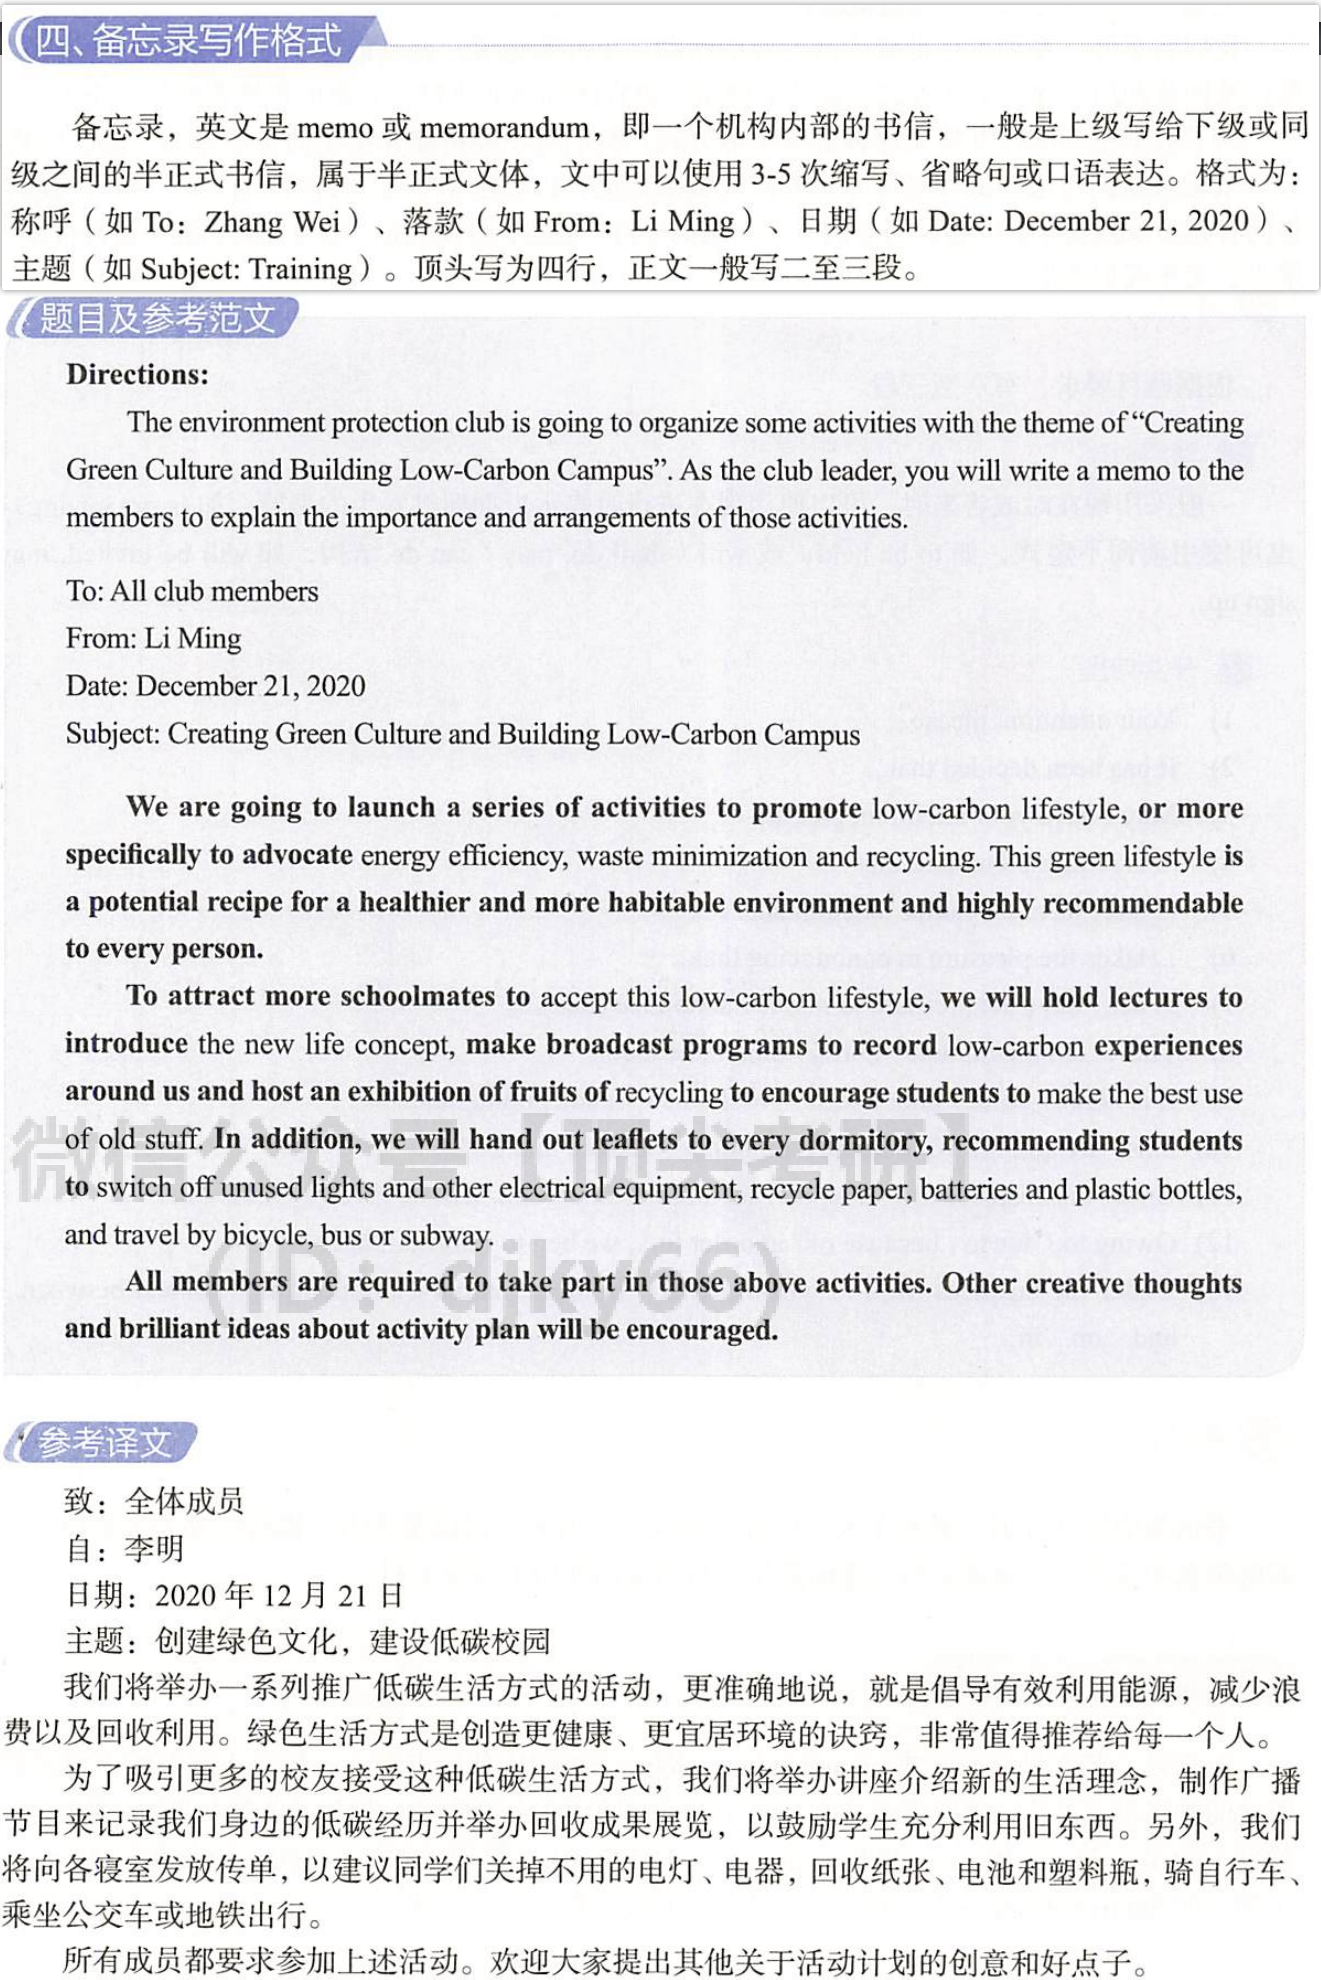 四、备忘录写作格式
备忘录，英文是 memo 或 memorandum，即一个机构内部的书信，一般是上级写给下级或同
级之间的半正式书信，属于半正式文体，文中可以使用 3-5 次缩写、省略句或口语表达。格式为：
称呼（如 To：Zhang Wei）、落款（如 From：Li Ming）、日期（如 Date: December 21, 2020）、
主题（如 Subject: Training）。顶头写为四行，正文一般写二至三段。
题目及参考范文
Directions:
The environment protection club is going to organize some activities with the theme of “Creating
Green Culture and Building Low-Carbon Campus”. As the club leader, you will write a memo to the
members to explain the importance and arrangements of those activities.
To: All club members
From: Li Ming
Date: December 21, 2020
Subject: Creating Green Culture and Building Low-Carbon Campus
We are going to launch a series of activities to promote low-carbon lifestyle, or more
specifically to advocate energy efficiency, waste minimization and recycling. This green lifestyle is
a potential recipe for a healthier and more habitable environment and highly recommendable
to every person.
To attract more schoolmates to accept this low-carbon lifestyle, we will hold lectures to
introduce the new life concept, make broadcast programs to record low-carbon experiences
around us and host an exhibition of fruits of recycling to encourage students to make the best use
of old stuff. In addition, we will hand out leaflets to every dormitory, recommending students
to switch off unused lights and other electrical equipment, recycle paper, batteries and plastic bottles,
and travel by bicycle, bus or subway.
All members are required to take part in those above activities. Other creative thoughts
and brilliant ideas about activity plan will be encouraged.
微信公众号【顶尖考研】
(ID：djky66)
参考译文
致：全体成员
自：李明
日期：2020 年 12 月 21 日
主题：创建绿色文化，建设低碳校园
我们将举办一系列推广低碳生活方式的活动，更准确地说，就是倡导有效利用能源，减少浪
费以及回收利用。绿色生活方式是创造更健康、更宜居环境的诀窍，非常值得推荐给每一个人。
为了吸引更多的校友接受这种低碳生活方式，我们将举办讲座介绍新的生活理念，制作广播
节目来记录我们身边的低碳经历并举办回收成果展览，以鼓励学生充分利用旧东西。另外，我们
将向各寝室发放传单，以建议同学们关掉不用的电灯、电器，回收纸张、电池和塑料瓶，骑自行车、
乘坐公交车或地铁出行。
所有成员都要求参加上述活动。欢迎大家提出其他关于活动计划的创意和好点子。